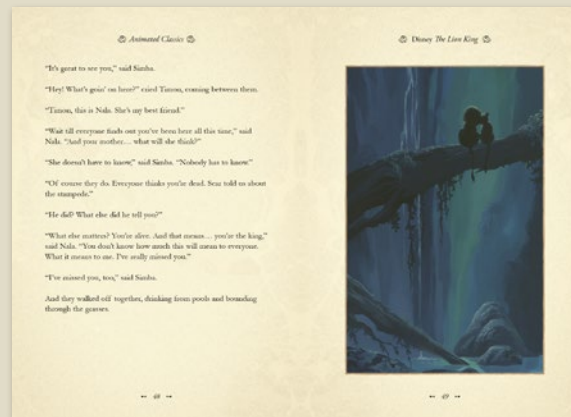 Animated Classics
"It's great to see you," said Simba.
"Hey! What's goin' on here?" cried Timon, coming between them.
"Timon, this is Nala. She's my best friend."
"Wait till everyone finds out you've been here all this time," said
Nala. "And your mother… what will she think?"
"She doesn't have to know," said Simba. "Nobody has to know."
"Of course they do. Everyone thinks you're dead. Scar told us about
the stampede."
"He did? What else did he tell you?"
"What else matters? You're alive. And that means… you're the king,"
said Nala. "You don't know how much this will mean to everyone.
What it means to me. I've really missed you."
"I've missed you, too," said Simba.
And they walked off together, drinking from pools and bounding
through the grasses.
48
Disney The Lion King
49